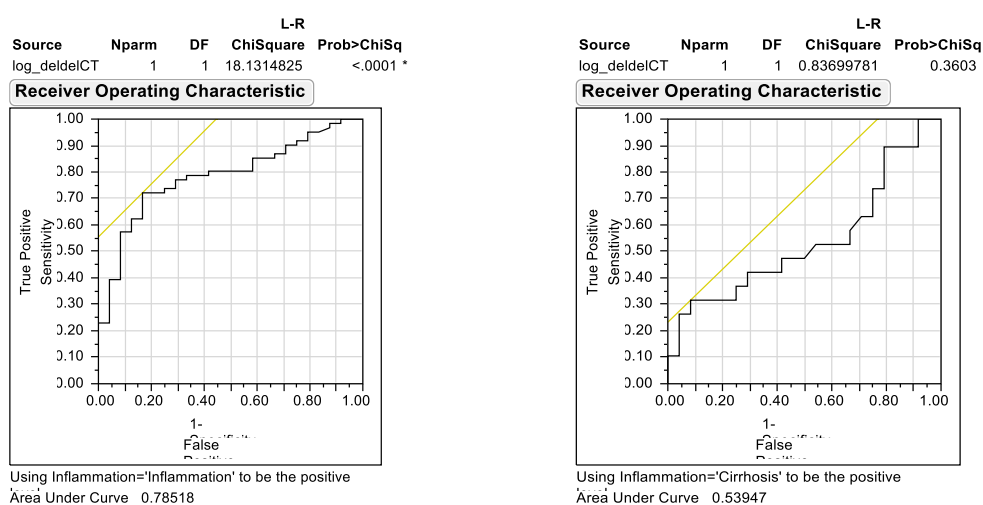 L-R
Source Nparm DF ChiSquare Prob>ChiSq
log_deldelCT 1 1 18.1314825 <.0001 *
Receiver Operating Characteristic
1.00
0.90
0.80
0.70
0.60
0.50
0.40
0.30
0.20
0.10
0.00
True Positive
Sensitivity
0.00 0.20 0.40 0.60 0.80 1.00
1-
Specificity
False
Positive
Using Inflammation='Inflammation' to be the positive
level
Area Under Curve 0.78518
L-R
Source Nparm DF ChiSquare Prob>ChiSq
log_deldelCT 1 1 0.83699781 0.3603
Receiver Operating Characteristic
1.00
0.90
0.80
0.70
0.60
0.50
0.40
0.30
0.20
0.10
0.00
True Positive
Sensitivity
0.00 0.20 0.40 0.60 0.80 1.00
1-
Specificity
False
Positive
Using Inflammation='Cirrhosis' to be the positive
level
Area Under Curve 0.53947